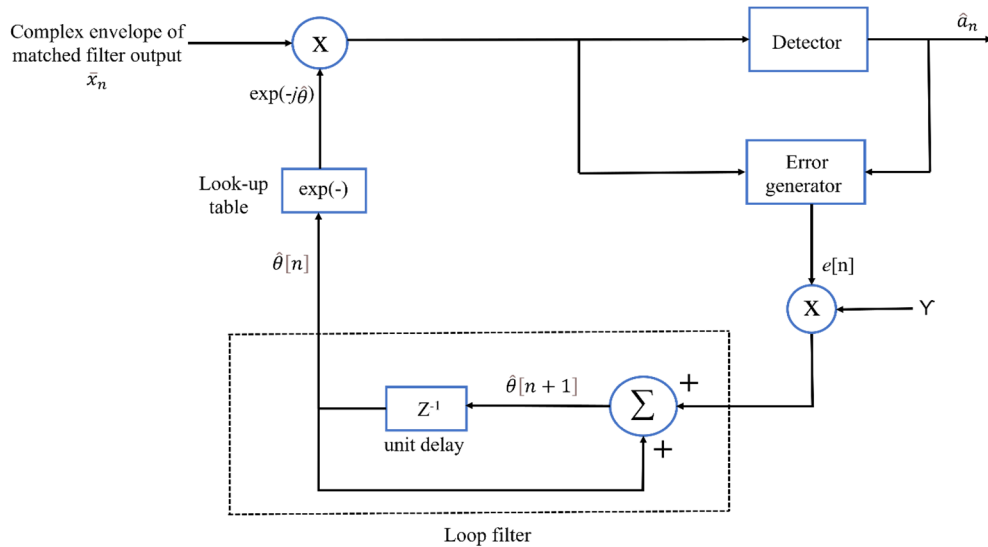 Complex envelope of
matched filter output
x̄ₙ
X
Detector
âₙ
exp(-jθ̂)
Look-up
table
exp(-)
Error
generator
θ̂[n]
e[n]
X
ϒ
θ̂[n + 1]
+
Z⁻¹
∑
+
unit delay
Loop filter